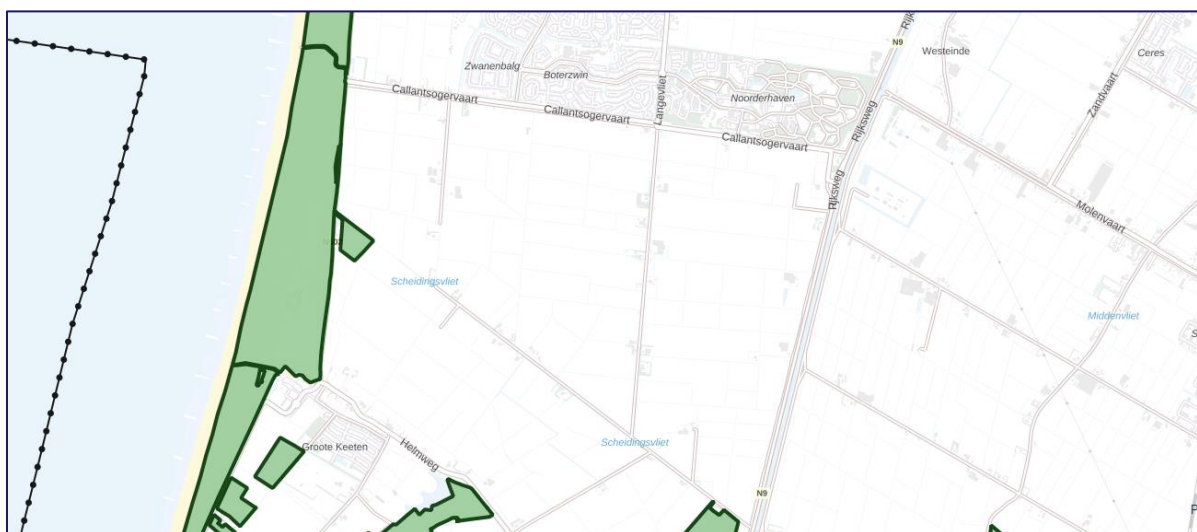 Rijk
N9
Westeinde
Ceres
Zwanenbalg
Boterzwin
Callantsogervaart
Langevliet
Noorderhaven
Zandvaart
Callantsogervaart
Rijksweg
Callantsogervaart
Rijksweg
Molenvaart
Scheidingsvliet
Middenvliet
S
Helmweg
Groote Keeten
Scheidingsvliet
N9
P